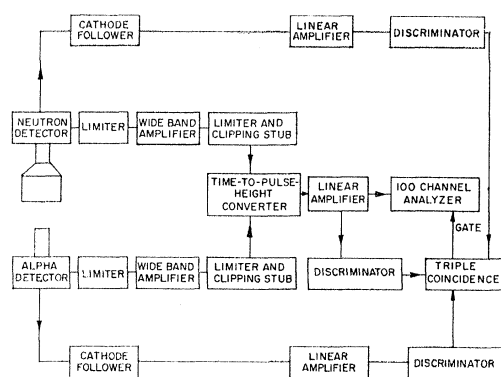 CATHODE
FOLLOWER
LINEAR
AMPLIFIER
DISCRIMINATOR
NEUTRON
DETECTOR
LIMITER
WIDE BAND
AMPLIFIER
LIMITER AND
CLIPPING STUB
TIME-TO-PULSE-
HEIGHT
CONVERTER
LINEAR
AMPLIFIER
100 CHANNEL
ANALYZER
GATE
ALPHA
DETECTOR
LIMITER
WIDE BAND
AMPLIFIER
LIMITER AND
CLIPPING STUB
DISCRIMINATOR
TRIPLE
COINCIDENCE
CATHODE
FOLLOWER
LINEAR
AMPLIFIER
DISCRIMINATOR